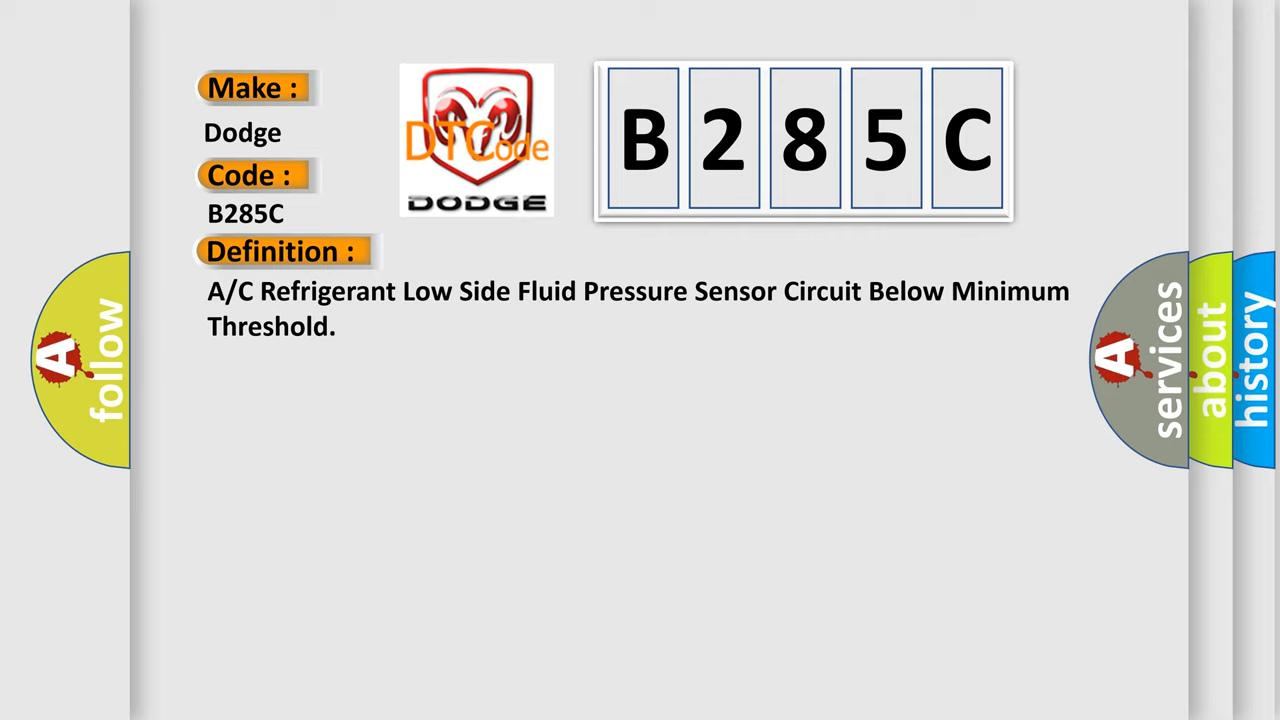 Make :
Dodge
Code :
B285C
Definition :
A/C Refrigerant Low Side Fluid Pressure Sensor Circuit Below Minimum
Threshold.
DTCode
DODGE
B 2 8 5 C
A follow
A services
about
history